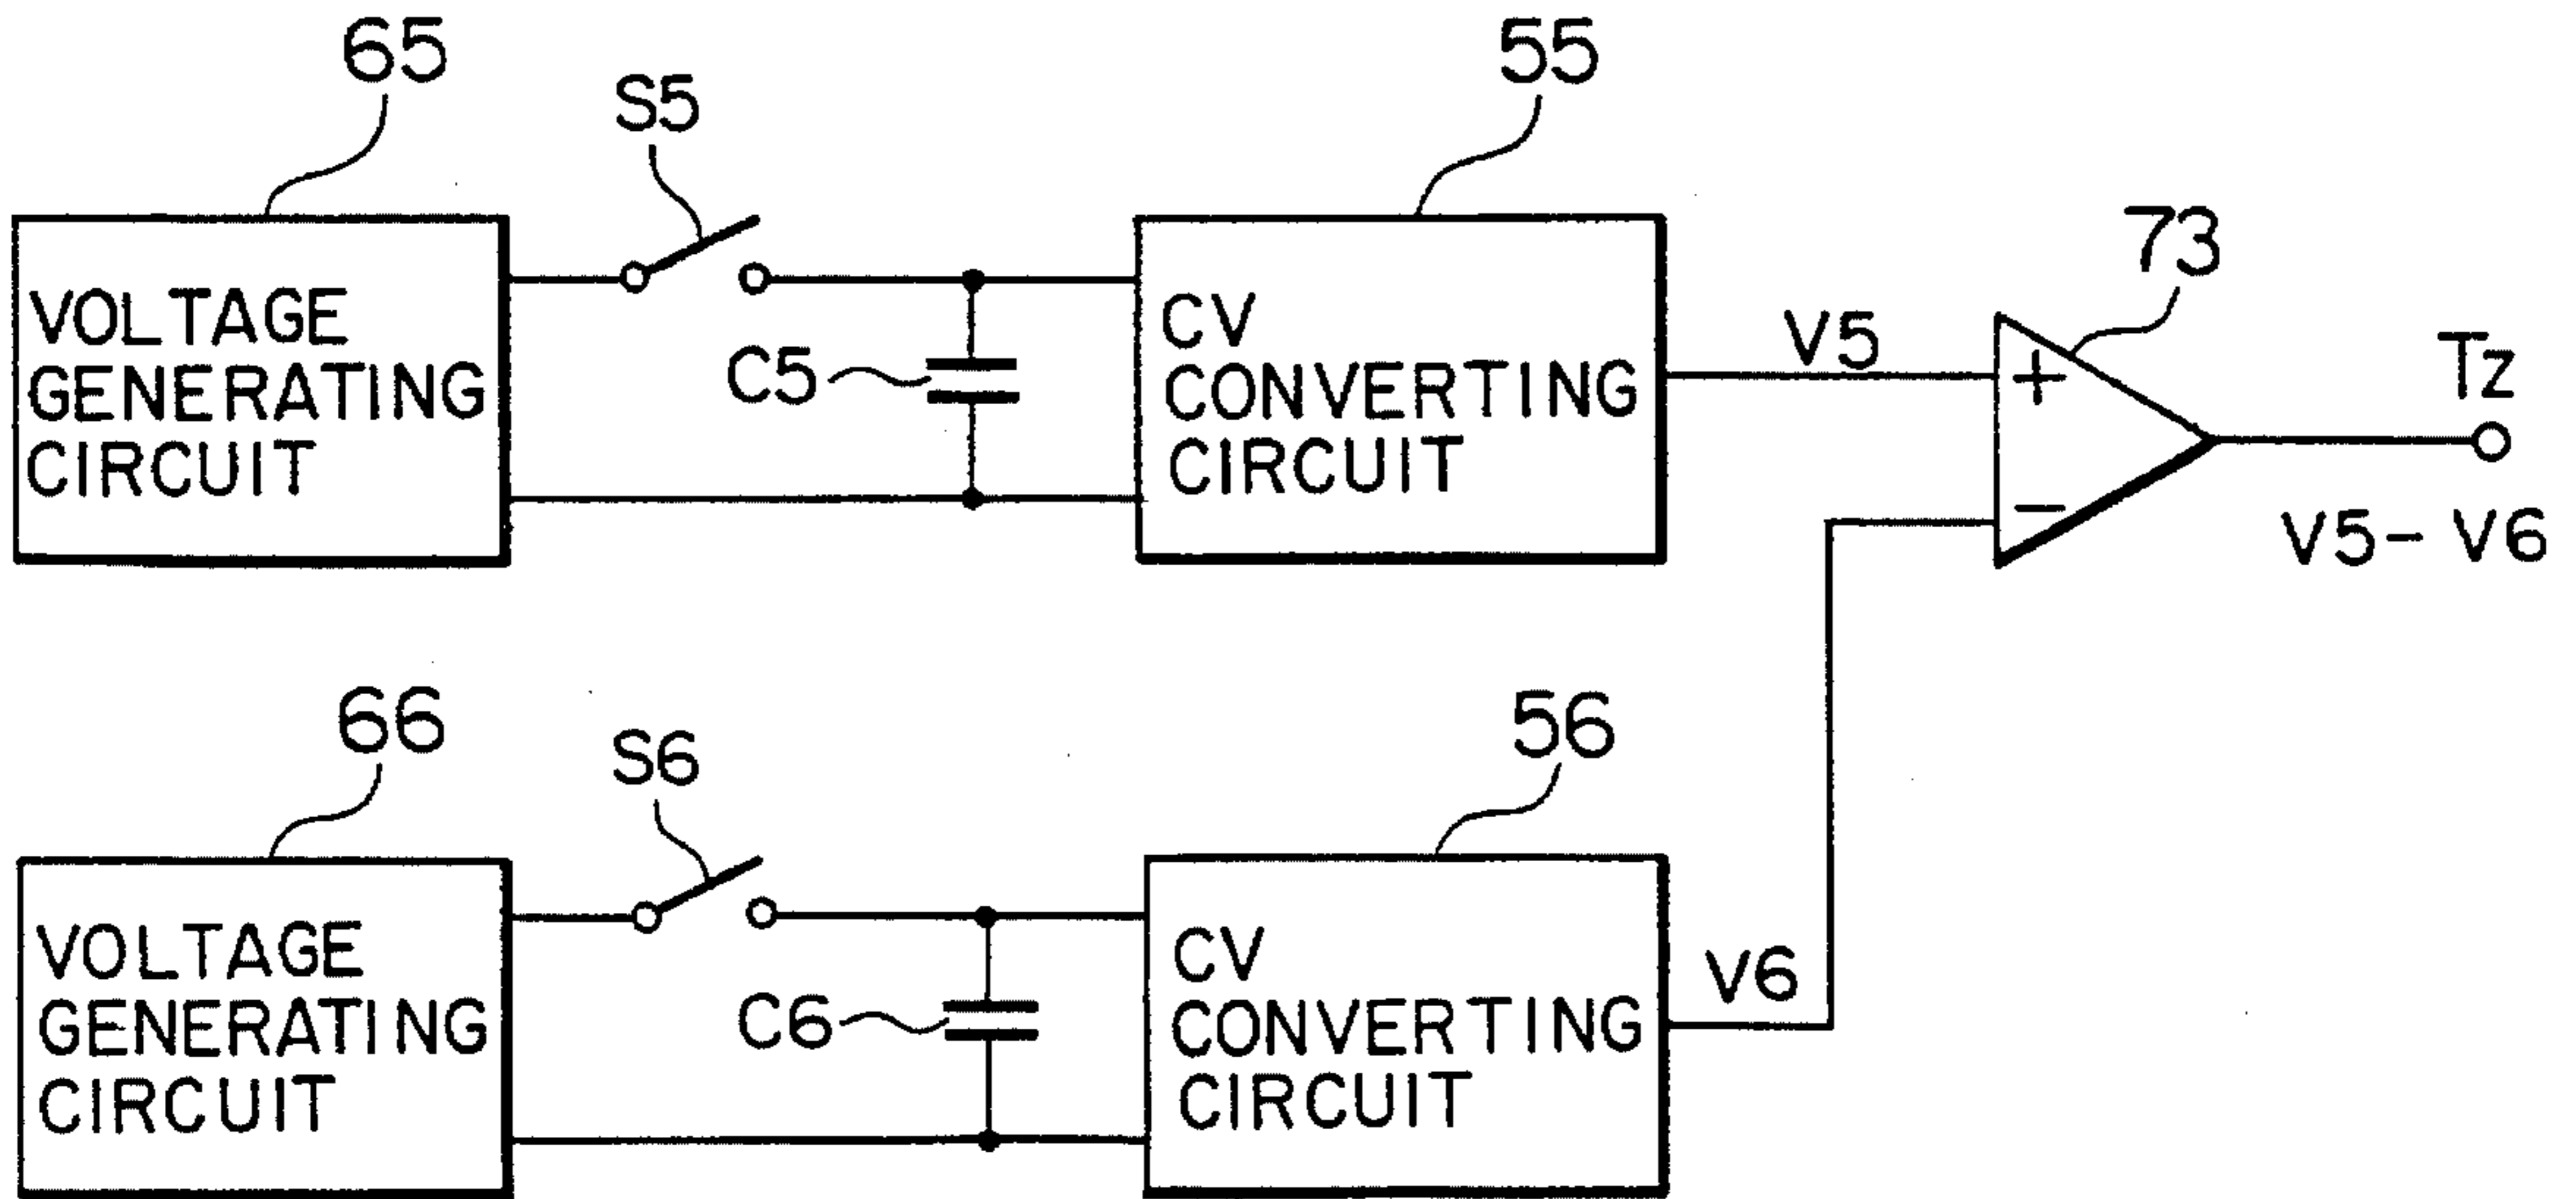 65
S5
55
VOLTAGE
GENERATING
CIRCUIT
C5
CV
CONVERTING
CIRCUIT
V5
73
+
−
Tz
V5 − V6
66
S6
56
VOLTAGE
GENERATING
CIRCUIT
C6
CV
CONVERTING
CIRCUIT
V6